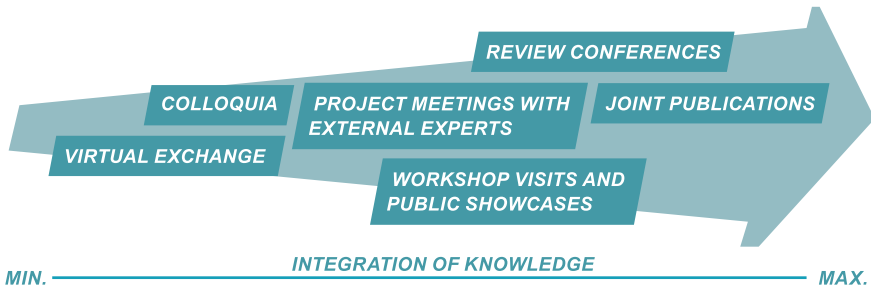 REVIEW CONFERENCES
COLLOQUIA
PROJECT MEETINGS WITH
EXTERNAL EXPERTS
JOINT PUBLICATIONS
VIRTUAL EXCHANGE
WORKSHOP VISITS AND
PUBLIC SHOWCASES
INTEGRATION OF KNOWLEDGE
MIN.
MAX.